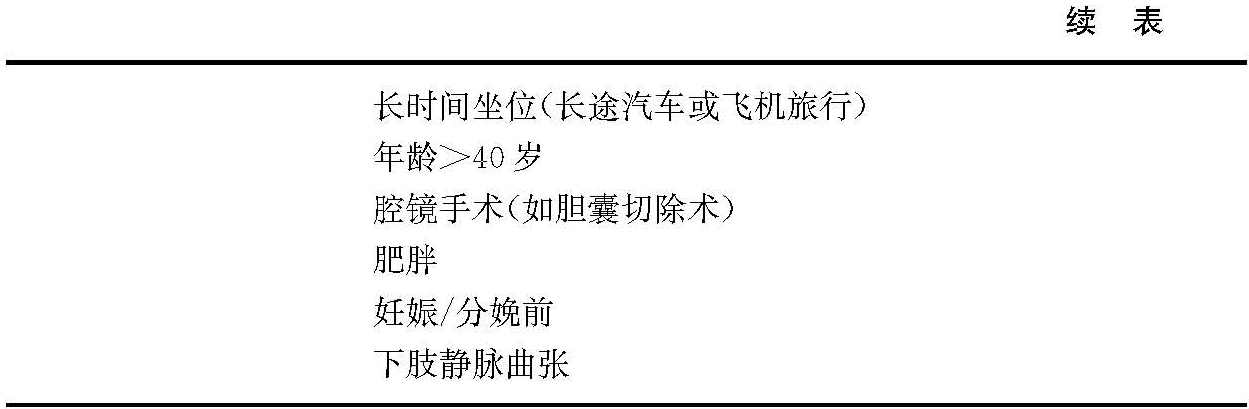 续 表
长时间坐位(长途汽车或飞机旅行)
年龄>40岁
腔镜手术(如胆囊切除术)
肥胖
妊娠/分娩前
下肢静脉曲张